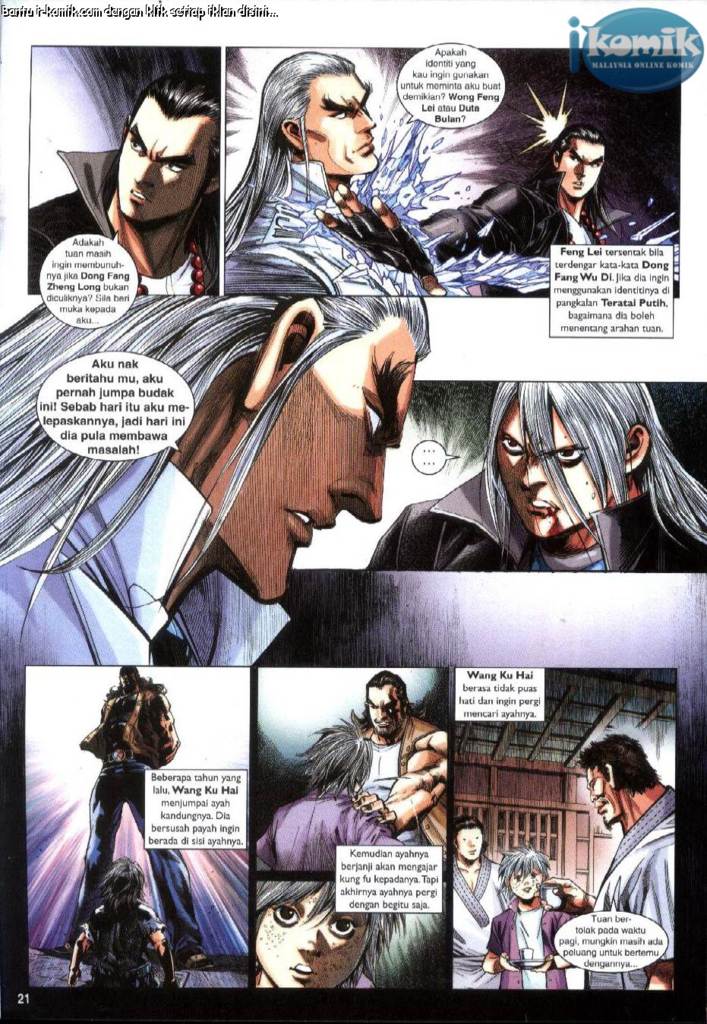 Bantu i-komik.com dengan klik setiap iklan disini...
iKomik
MALAYSIA ONLINE KOMIK
Adakah
tuan masih
ingin membunuh-
nya jika Dong Fang
Zheng Long bukan
diculiknya? Sila beri
muka kepada
aku...
Apakah
identiti yang
kau ingin gunakan
untuk meminta aku buat
demikian? Wong Feng
Lei atau Duta
Bulan?
Feng Lei tersentak bila
terdengar kata-kata Dong
Fang Wu Di. Jika dia ingin
menggunakan identitinya di
pangkalan Teratai Putih,
bagaimana dia boleh
menentang arahan tuan.
Aku nak
beritahu mu, aku
pernah jumpa budak
ini! Sebab hari itu aku me-
lepaskannya, jadi hari ini
dia pula membawa
masalah!
...
...
Beberapa tahun yang
lalu, Wang Ku Hai
menjumpai ayah
kandungnya. Dia
bersusah payah ingin
berada di sisi ayahnya.
Kemudian ayahnya
berjanji akan mengajar
kung fu kepadanya. Tapi
akhirnya ayahnya pergi
dengan begitu saja.
Wang Ku Hai
berasa tidak puas
hati dan ingin pergi
mencari ayahnya.
Tuan ber-
tolak pada waktu
pagi, mungkin masih ada
peluang untuk bertemu
dengannya...
21